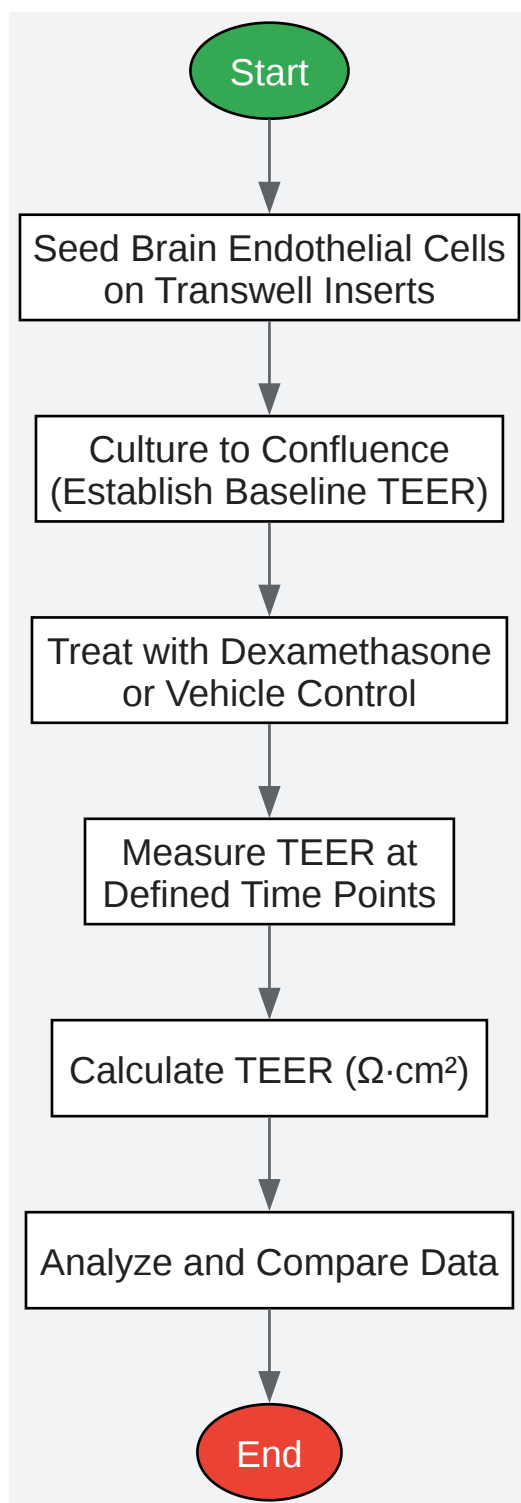 Start
Seed Brain Endothelial Cells
on Transwell Inserts
Culture to Confluence
(Establish Baseline TEER)
Treat with Dexamethasone
or Vehicle Control
Measure TEER at
Defined Time Points
Calculate TEER (Ω·cm²)
Analyze and Compare Data
End